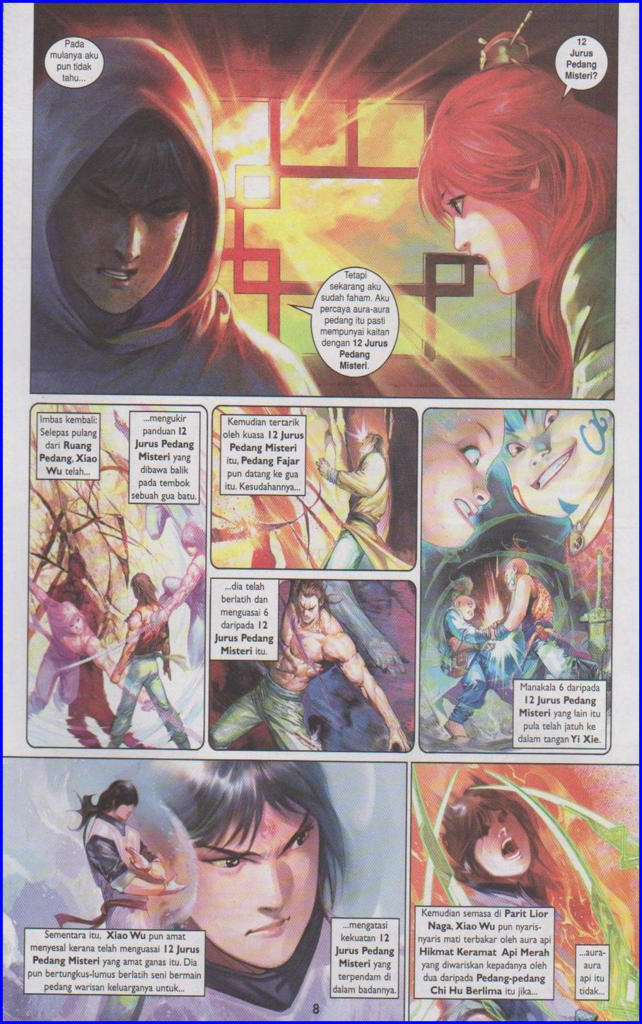 Pada
mulanya aku
pun tidak
tahu...
12
Jurus
Pedang
Misteri?
Tetapi
sekarang aku
sudah faham. Aku
percaya aura-aura
pedang itu pasti
mempunyai kaitan
dengan 12 Jurus
Pedang
Misteri.
Imbas kembali:
Selepas pulang
dari Ruang
Pedang, Xiao
Wu telah...
...mengukir
panduan 12
Jurus Pedang
Misteri yang
dibawa balik
pada tembok
sebuah gua batu.
Kemudian tertarik
oleh kuasa 12 Jurus
Pedang Misteri
itu, Pedang Fajar
pun datang ke gua
itu. Kesudahannya...
...dia telah
berlatih dan
menguasai 6
daripada 12
Jurus Pedang
Misteri itu.
Manakala 6 daripada
12 Jurus Pedang
Misteri yang lain itu
pula telah jatuh ke
dalam tangan Yi Xie.
Sementara itu, Xiao Wu pun amat
menyesal kerana telah menguasai 12 Jurus
Pedang Misteri yang amat ganas itu. Dia
pun bertungkus-lumus berlatih seni bermain
pedang warisan keluarganya untuk...
...mengatasi
kekuatan 12
Jurus Pedang
Misteri yang
terpendam di
dalam badannya.
Kemudian semasa di Parit Lior
Naga, Xiao Wu pun nyaris-
nyaris mati terbakar oleh aura api
Hikmat Keramat Api Merah
yang diwariskan kepadanya oleh
dua daripada Pedang-pedang
Chi Hu Berlima itu jika...
...aura-
aura
api itu
tidak...
8